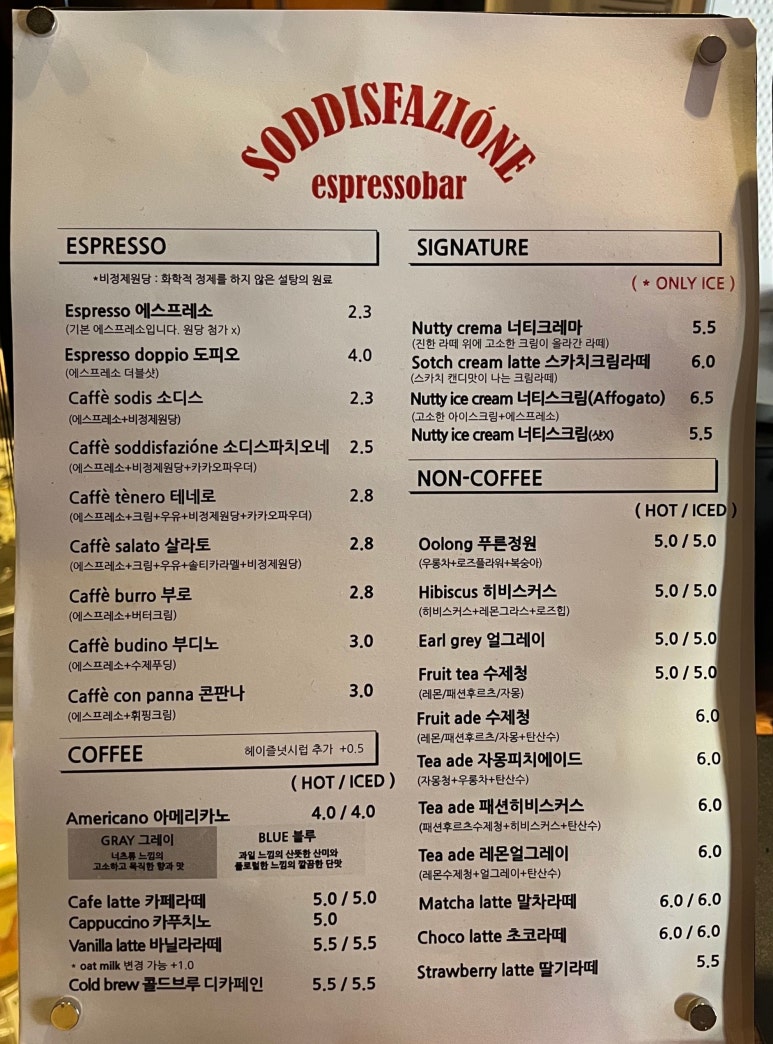 SODDISFAZIÓNE
espressobar
ESPRESSO
*비정제원당 : 화학적 정제를 하지 않은 설탕의 원료
Espresso 에스프레소 2.3
(기본 에스프레소입니다. 원당 첨가 x)
Espresso doppio 도피오 4.0
(에스프레소 더블샷)
Caffè sodis 소디스 2.3
(에스프레소+비정제원당)
Caffè soddisfazióne 소디스파치오네 2.5
(에스프레소+비정제원당+카카오파우더)
Caffè tènero 테네로 2.8
(에스프레소+크림+우유+비정제원당+카카오파우더)
Caffè salato 살라토 2.8
(에스프레소+크림+우유+솔티카라멜+비정제원당)
Caffè burro 부로 2.8
(에스프레소+버터크림)
Caffè budino 부디노 3.0
(에스프레소+수제푸딩)
Caffè con panna 콘판나 3.0
(에스프레소+휘핑크림)
COFFEE 헤이즐넛시럽 추가 +0.5
( HOT / ICED )
Americano 아메리카노 4.0 / 4.0
GRAY 그레이
너츠류 느낌의
고소하고 묵직한 향과 맛
BLUE 블루
과일 느낌의 산뜻한 산미와
플로럴한 느낌의 깔끔한 단맛
Cafe latte 카페라떼 5.0 / 5.0
Cappuccino 카푸치노 5.0
Vanilla latte 바닐라라떼 5.5 / 5.5
* oat milk 변경 가능 +1.0
Cold brew 콜드브루 디카페인 5.5 / 5.5
SIGNATURE
( * ONLY ICE )
Nutty crema 너티크레마 5.5
(진한 라떼 위에 고소한 크림이 올라간 라떼)
Sotch cream latte 스카치크림라떼 6.0
(스카치 캔디맛이 나는 크림라떼)
Nutty ice cream 너티스크림(Affogato) 6.5
(고소한 아이스크림+에스프레소)
Nutty ice cream 너티스크림(샷X) 5.5
NON-COFFEE
( HOT / ICED )
Oolong 푸른정원 5.0 / 5.0
(우롱차+로즈플라워+복숭아)
Hibiscus 히비스커스 5.0 / 5.0
(히비스커스+레몬그라스+로즈힙)
Earl grey 얼그레이 5.0 / 5.0
Fruit tea 수제청 5.0 / 5.0
(레몬/패션후르츠/자몽)
Fruit ade 수제청 6.0
(레몬/패션후르츠/자몽+탄산수)
Tea ade 자몽피치에이드 6.0
(자몽청+우롱차+탄산수)
Tea ade 패션히비스커스 6.0
(패션후르츠수제청+히비스커스+탄산수)
Tea ade 레몬얼그레이 6.0
(레몬수제청+얼그레이+탄산수)
Matcha latte 말차라떼 6.0 / 6.0
Choco latte 초코라떼 6.0 / 6.0
Strawberry latte 딸기라떼 5.5